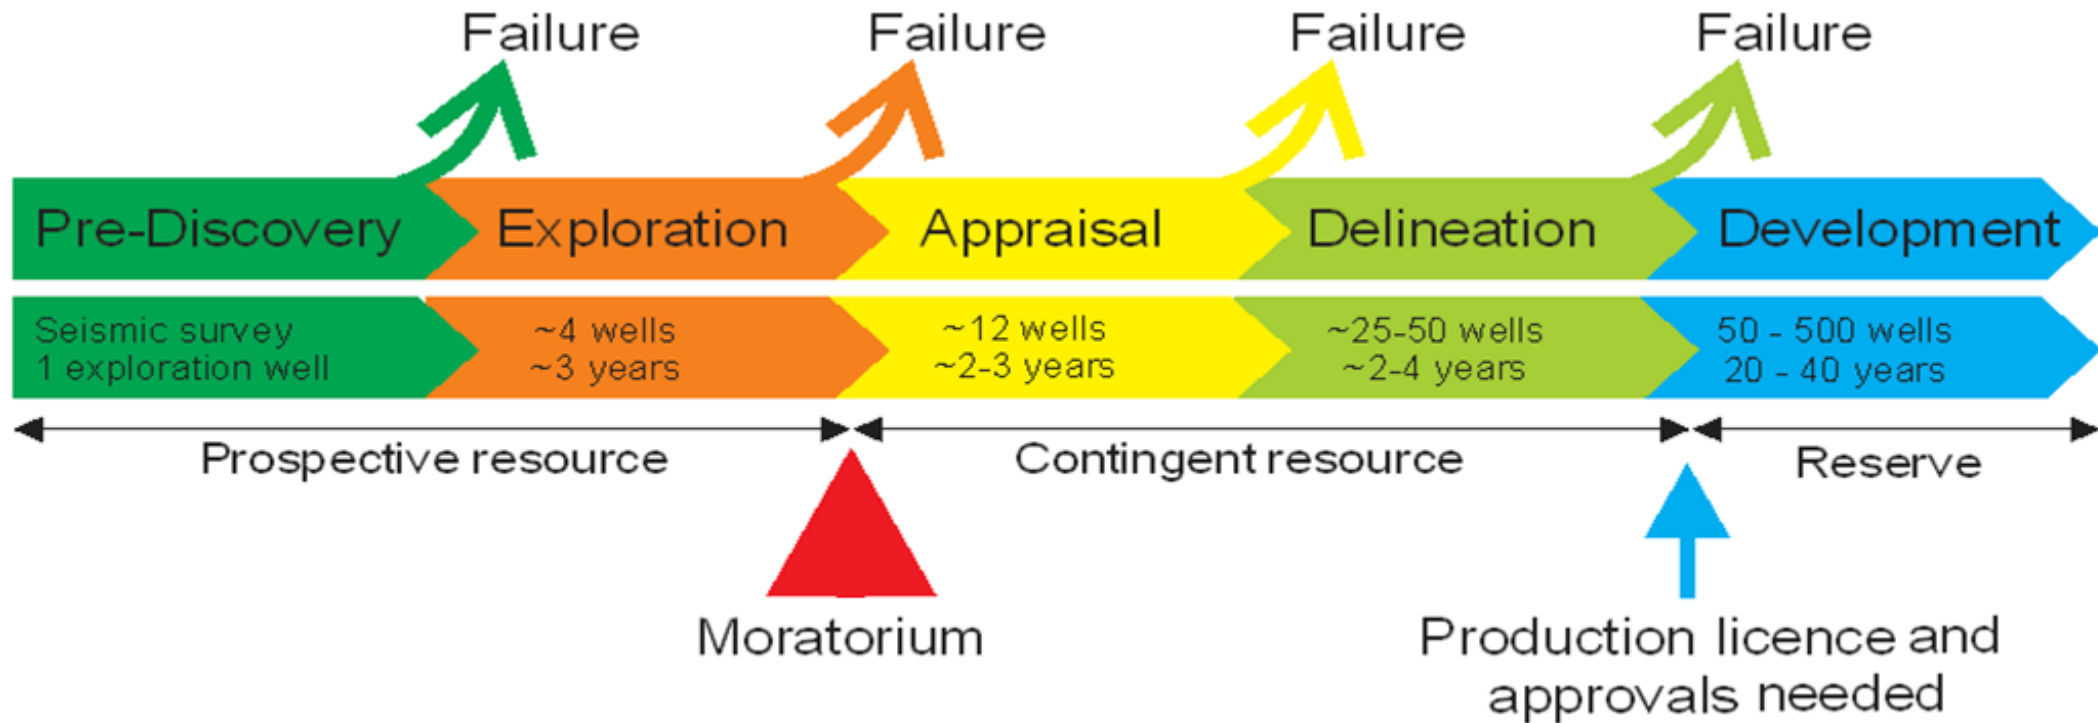 Failure
Failure
Failure
Failure
Pre-Discovery
Exploration
Appraisal
Delineation
Development
Seismic survey
1 exploration well
~4 wells
~3 years
~12 wells
~2-3 years
~25-50 wells
~2-4 years
50 - 500 wells
20 - 40 years
Prospective resource
Contingent resource
Reserve
Moratorium
Production licence and
approvals needed